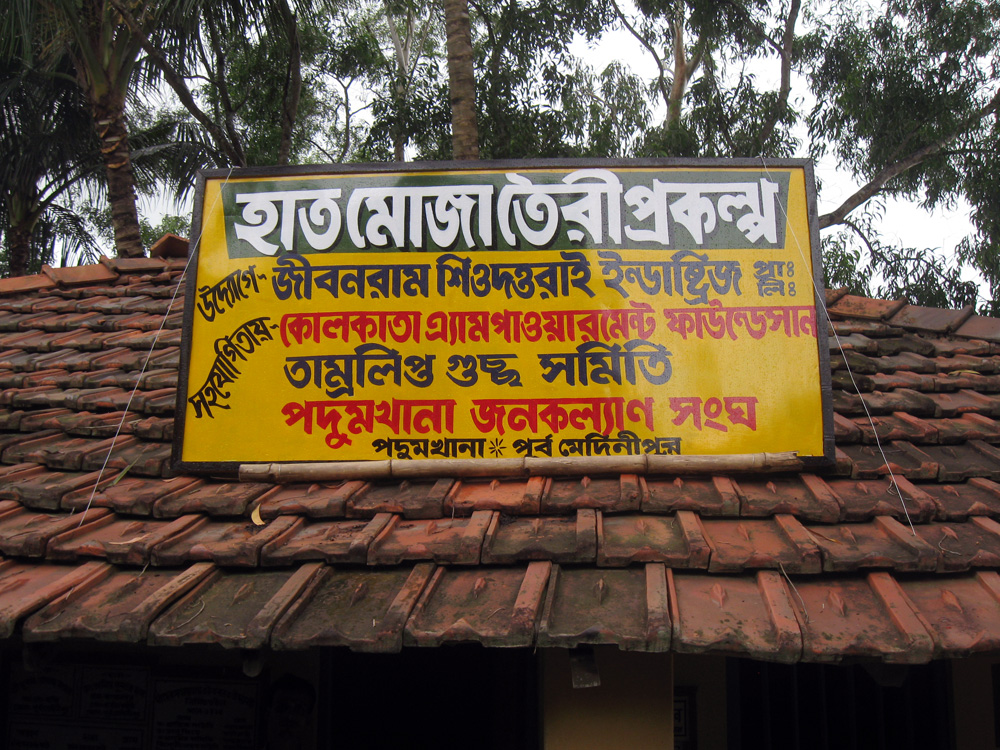 হাত মোজা তৈরী প্রকল্প
উদ্যোগে- জীবনরাম শিওদত্তরাই ইন্ডাষ্ট্রিজ প্রাঃ লিঃ
সহযোগিতায়- কোলকাতা এ্যামপাওয়ারমেন্ট ফাউন্ডেসান
তাম্রলিপ্ত গুচ্ছ সমিতি
পদুমখানা জনকল্যাণ সংঘ
পদুমখানা ✳ পূর্ব মেদিনীপুর